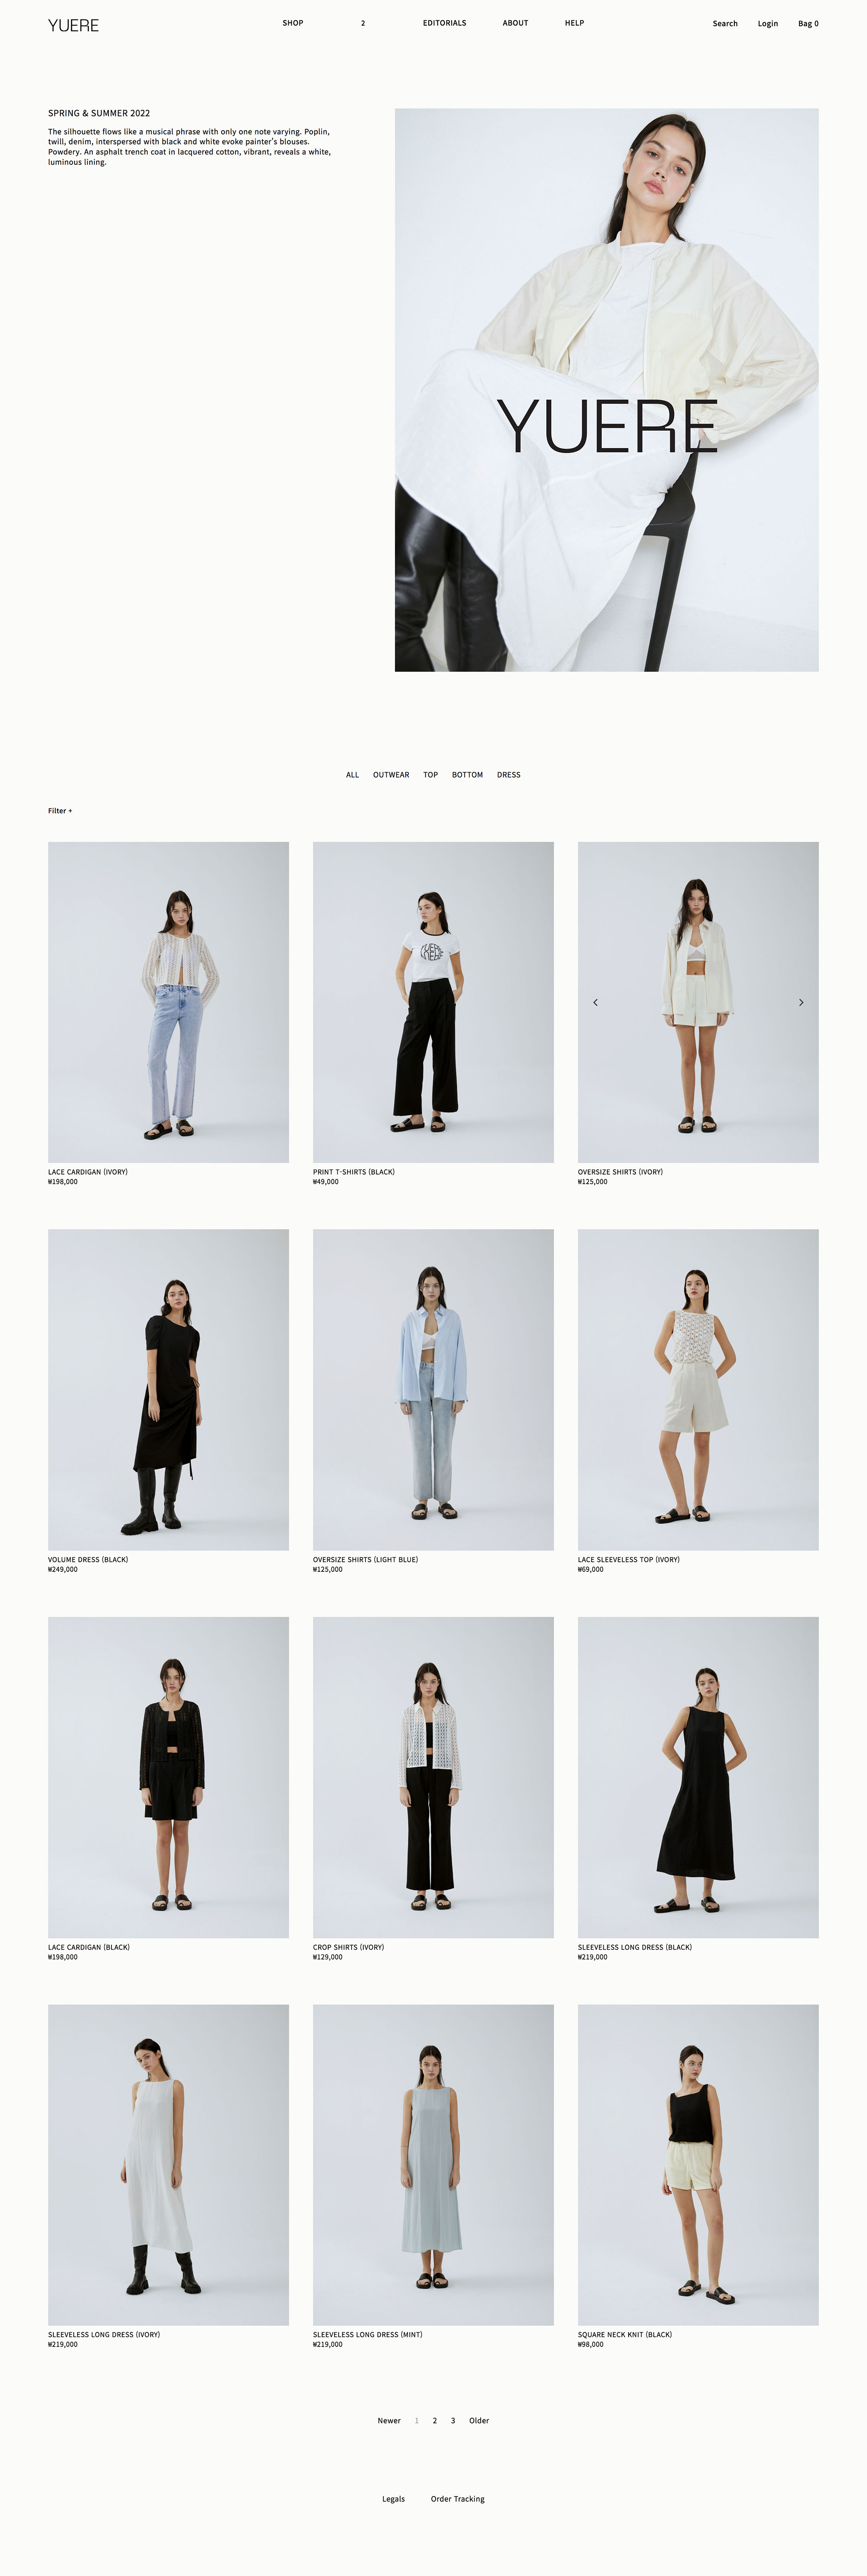 YUERE
SHOP 2 EDITORIALS ABOUT HELP
Search Login Bag 0
SPRING & SUMMER 2022
The silhouette flows like a musical phrase with only one note varying. Poplin,
twill, denim, interspersed with black and white evoke painter's blouses.
Powdery. An asphalt trench coat in lacquered cotton, vibrant, reveals a white,
luminous lining.
YUERE
ALL OUTWEAR TOP BOTTOM DRESS
Filter +
LACE CARDIGAN (IVORY)
₩198,000
PRINT T-SHIRTS (BLACK)
₩49,000
OVERSIZE SHIRTS (IVORY)
₩125,000
VOLUME DRESS (BLACK)
₩249,000
OVERSIZE SHIRTS (LIGHT BLUE)
₩125,000
LACE SLEEVELESS TOP (IVORY)
₩69,000
LACE CARDIGAN (BLACK)
₩198,000
CROP SHIRTS (IVORY)
₩129,000
SLEEVELESS LONG DRESS (BLACK)
₩219,000
SLEEVELESS LONG DRESS (IVORY)
₩219,000
SLEEVELESS LONG DRESS (MINT)
₩219,000
SQUARE NECK KNIT (BLACK)
₩98,000
Newer 1 2 3 Older
Legals Order Tracking